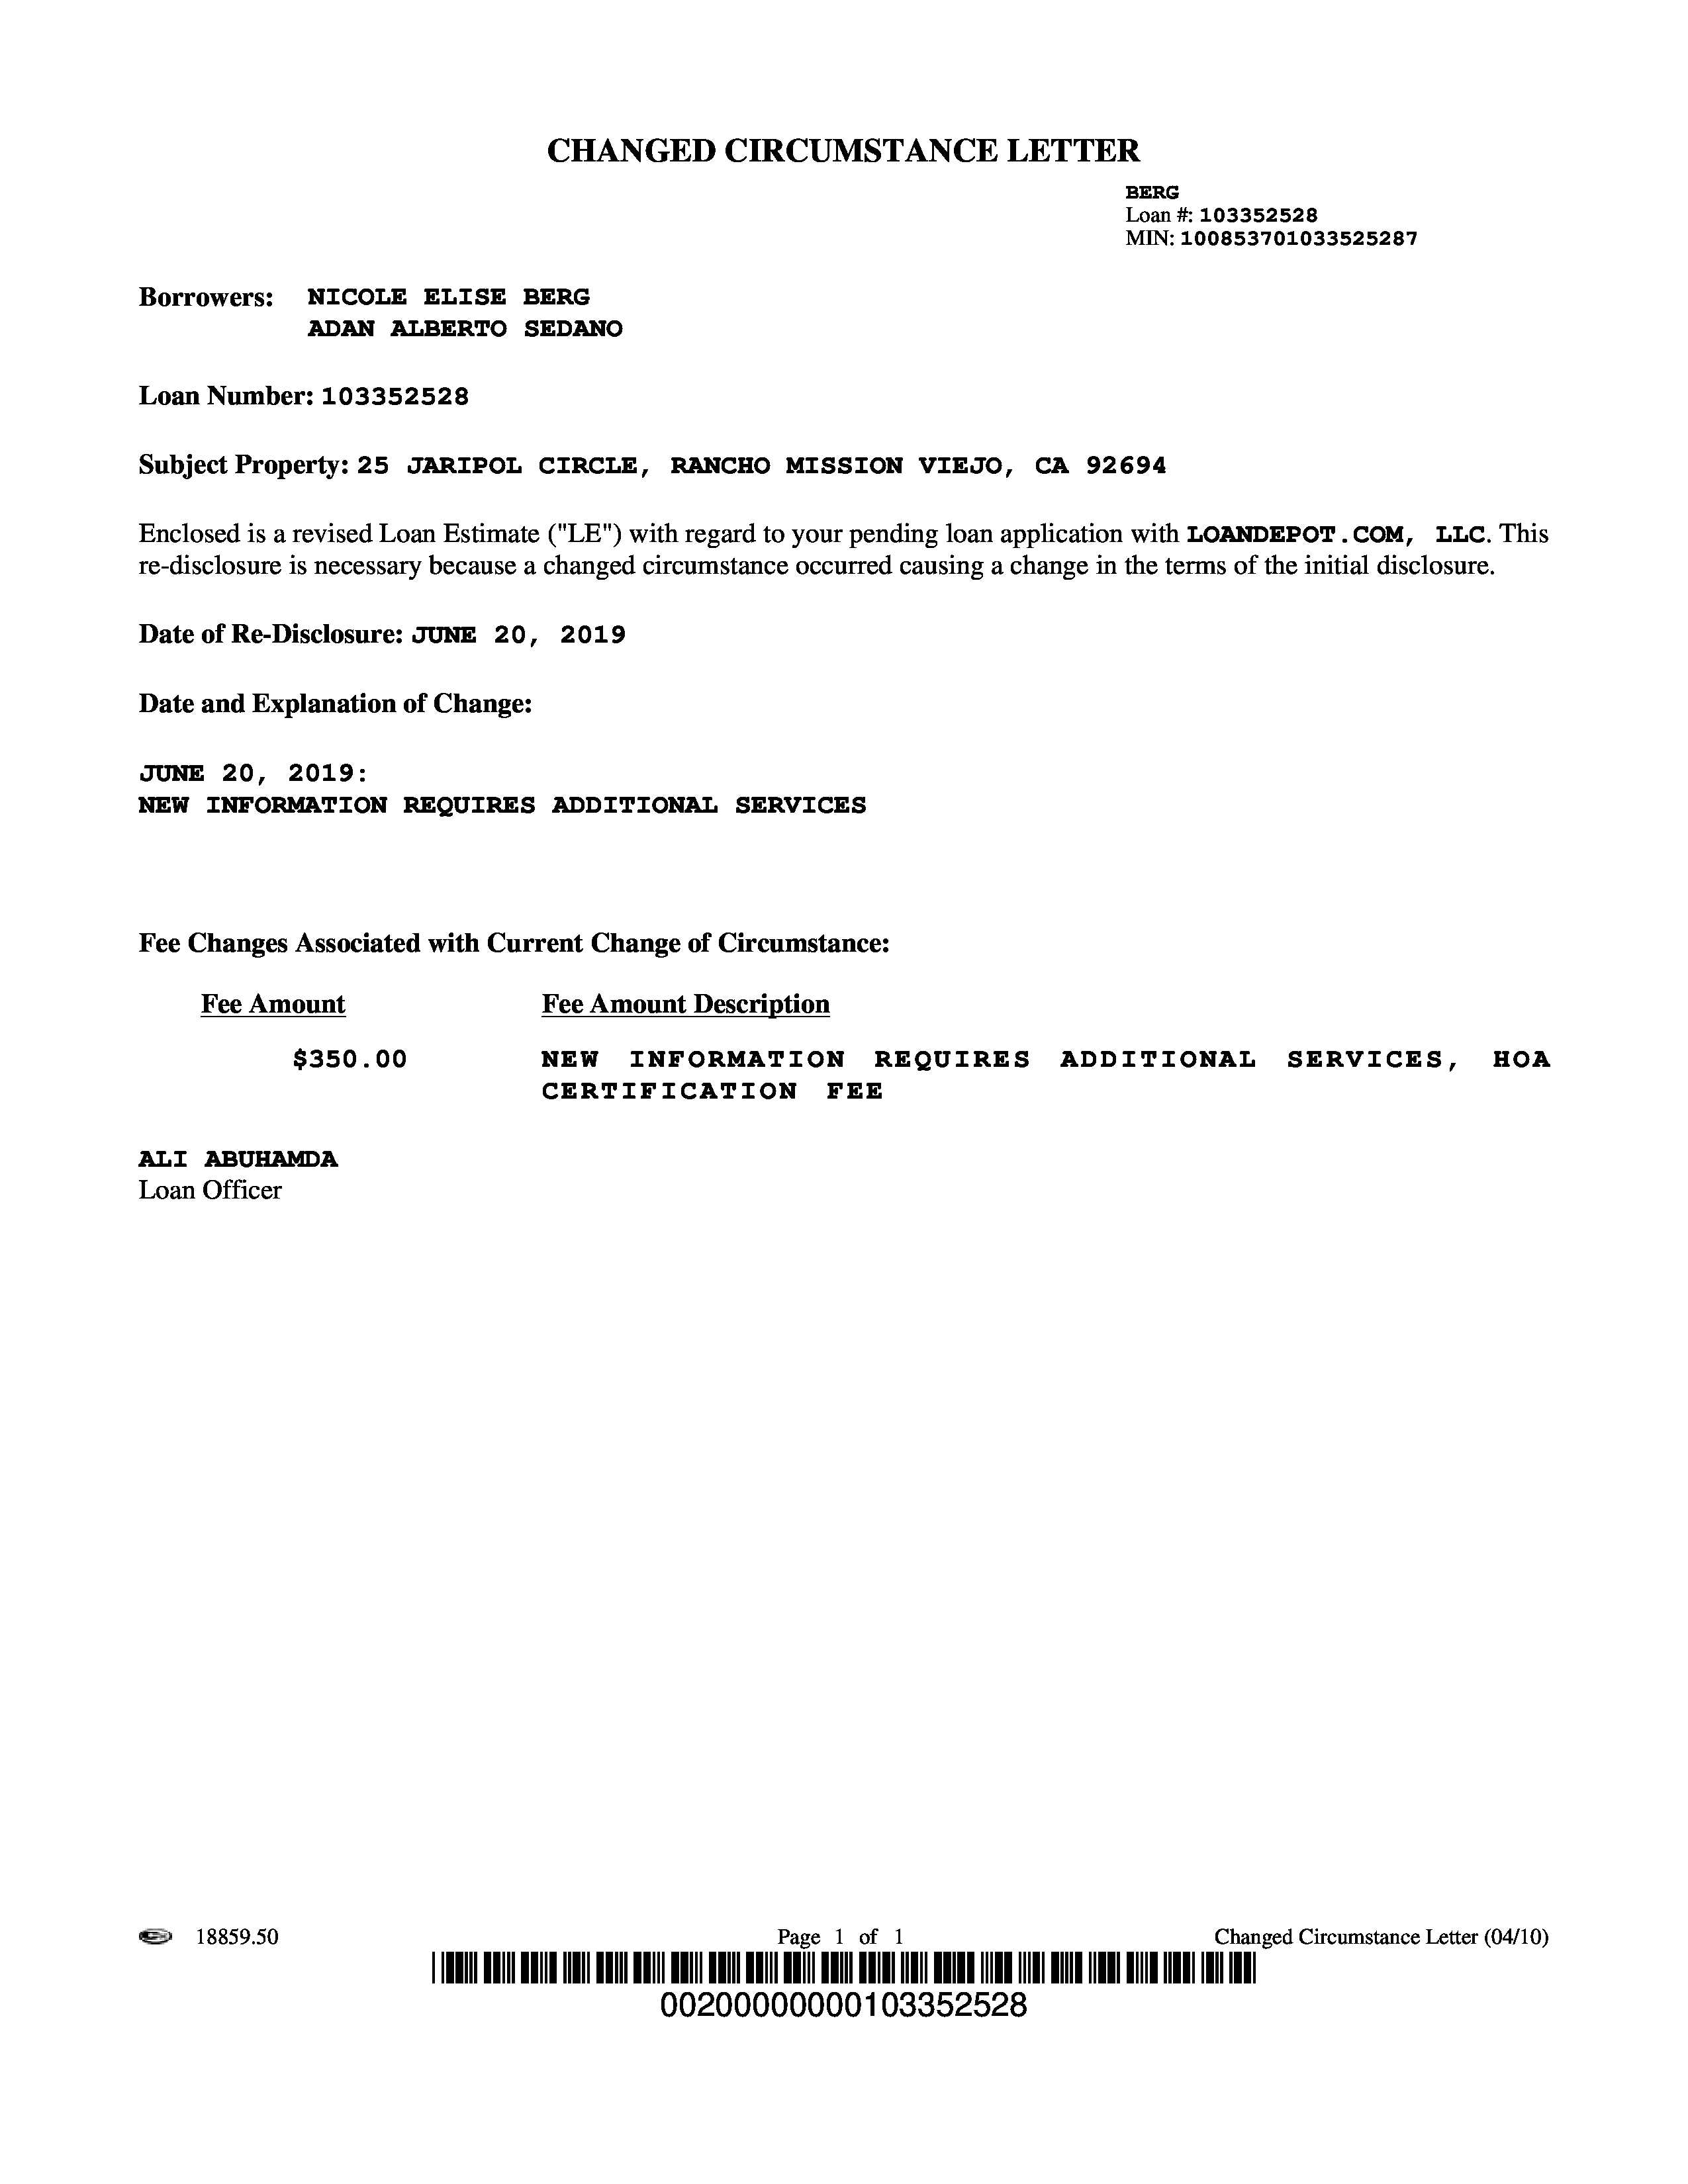 CHANGED CIRCUMSTANCE LETTER
BERG
Loan #: 103352528
MIN: 100853701033525287
Borrowers: NICOLE ELISE BERG
ADAN ALBERTO SEDANO
Loan Number: 103352528
Subject Property: 25 JARIPOL CIRCLE, RANCHO MISSION VIEJO, CA 92694
Enclosed is a revised Loan Estimate ("LE") with regard to your pending loan application with LOANDEPOT.COM, LLC. This
re-disclosure is necessary because a changed circumstance occurred causing a change in the terms of the initial disclosure.
Date of Re-Disclosure: JUNE 20, 2019
Date and Explanation of Change:
JUNE 20, 2019:
NEW INFORMATION REQUIRES ADDITIONAL SERVICES
Fee Changes Associated with Current Change of Circumstance:
Fee Amount Fee Amount Description
$350.00 NEW INFORMATION REQUIRES ADDITIONAL SERVICES, HOA
CERTIFICATION FEE
ALI ABUHAMDA
Loan Officer
18859.50 Page 1 of 1 Changed Circumstance Letter (04/10)
00200000000103352528